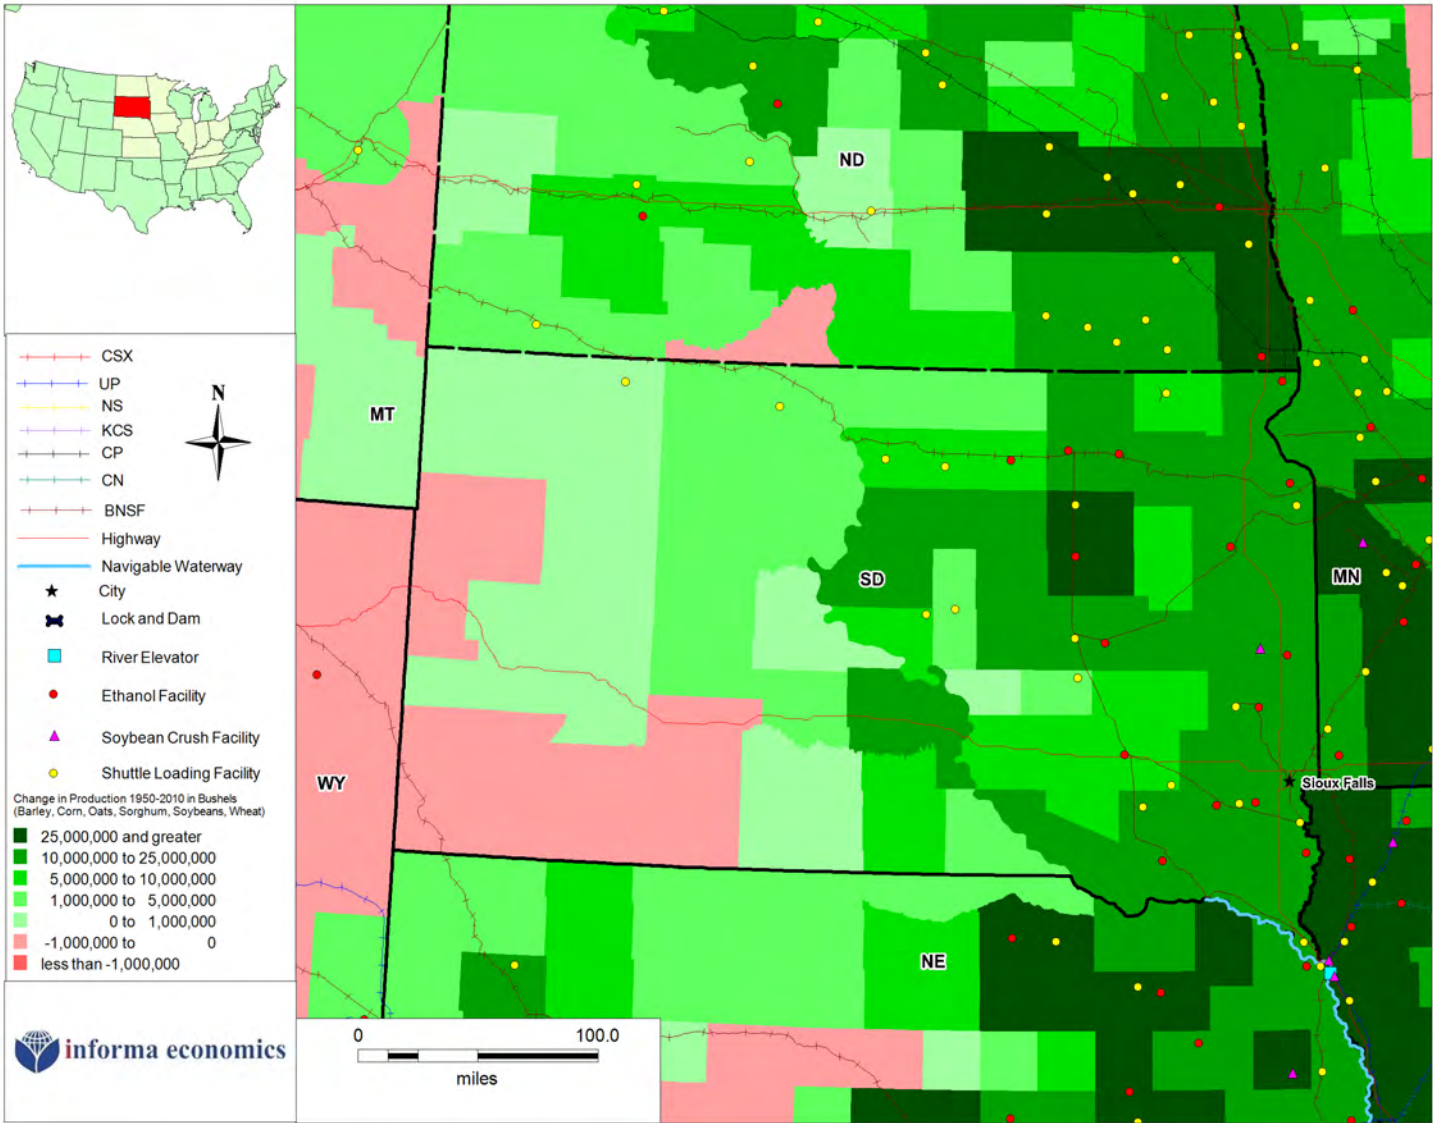 CSX
UP
NS
KCS
CP
CN
BNSF
Highway
Navigable Waterway
City
Lock and Dam
River Elevator
Ethanol Facility
Soybean Crush Facility
Shuttle Loading Facility
N
Change in Production 1950-2010 in Bushels
(Barley, Corn, Oats, Sorghum, Soybeans, Wheat)
25,000,000 and greater
10,000,000 to 25,000,000
5,000,000 to 10,000,000
1,000,000 to 5,000,000
0 to 1,000,000
-1,000,000 to 0
less than -1,000,000
informa economics
ND
MT
SD
MN
WY
Sioux Falls
NE
0 100.0
miles